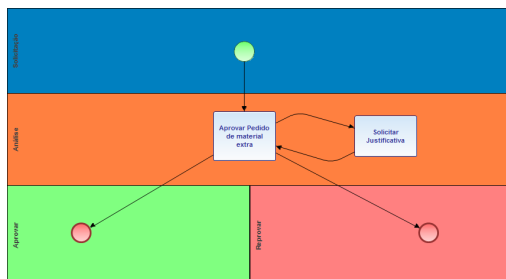 Solicitação
Análise
Aprovar Pedido
de material
extra
Solicitar
Justificativa
Aprovar
Reprovar